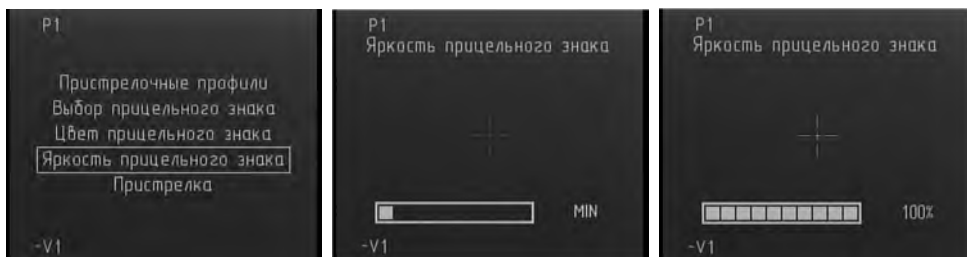 P1
Пристрелочные профили
Выбор прицельного знака
Цвет прицельного знака
Яркость прицельного знака
Пристрелка
-V1
P1
Яркость прицельного знака
MIN
-V1
P1
Яркость прицельного знака
100%
-V1